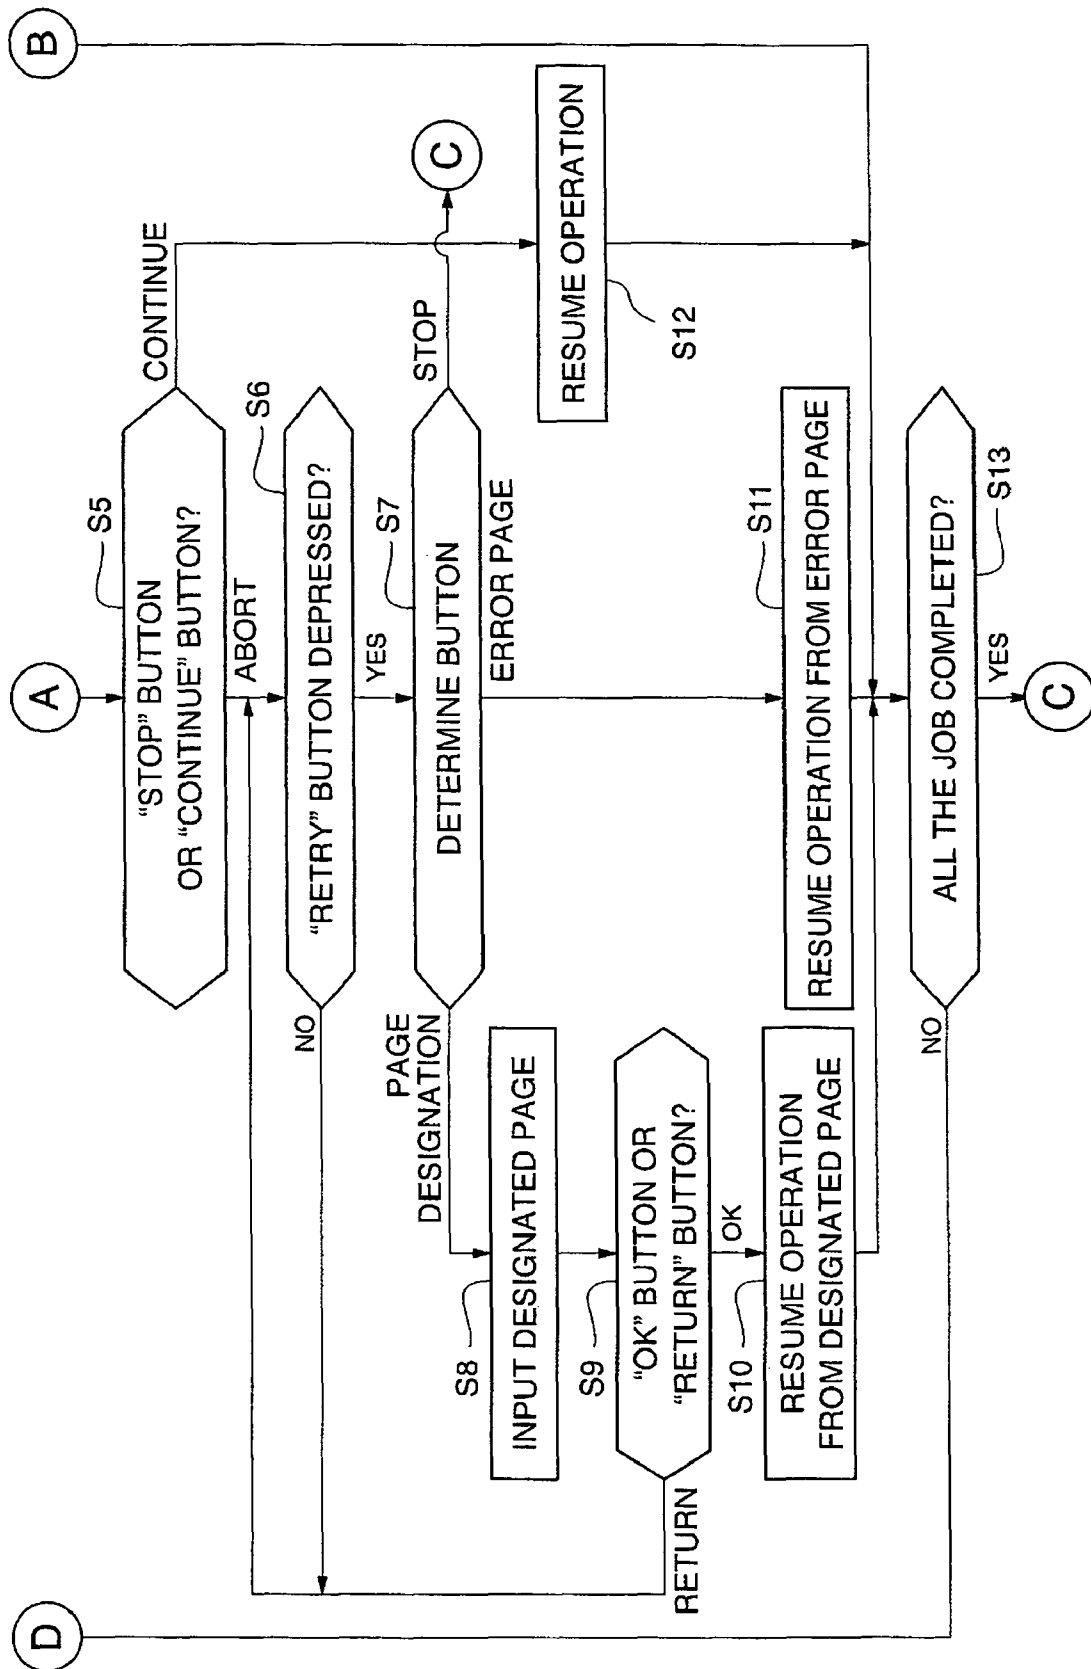 A
B
"STOP" BUTTON
OR "CONTINUE" BUTTON?
S5
CONTINUE
ABORT
"RETRY" BUTTON DEPRESSED?
S6
NO
YES
DETERMINE BUTTON
S7
STOP
C
PAGE
DESIGNATION
ERROR PAGE
S8
INPUT DESIGNATED PAGE
RESUME OPERATION
S12
S9
"OK" BUTTON OR
"RETURN" BUTTON?
RETURN
OK
S10
RESUME OPERATION
FROM DESIGNATED PAGE
RESUME OPERATION FROM ERROR PAGE
S11
D
NO
ALL THE JOB COMPLETED?
S13
YES
C